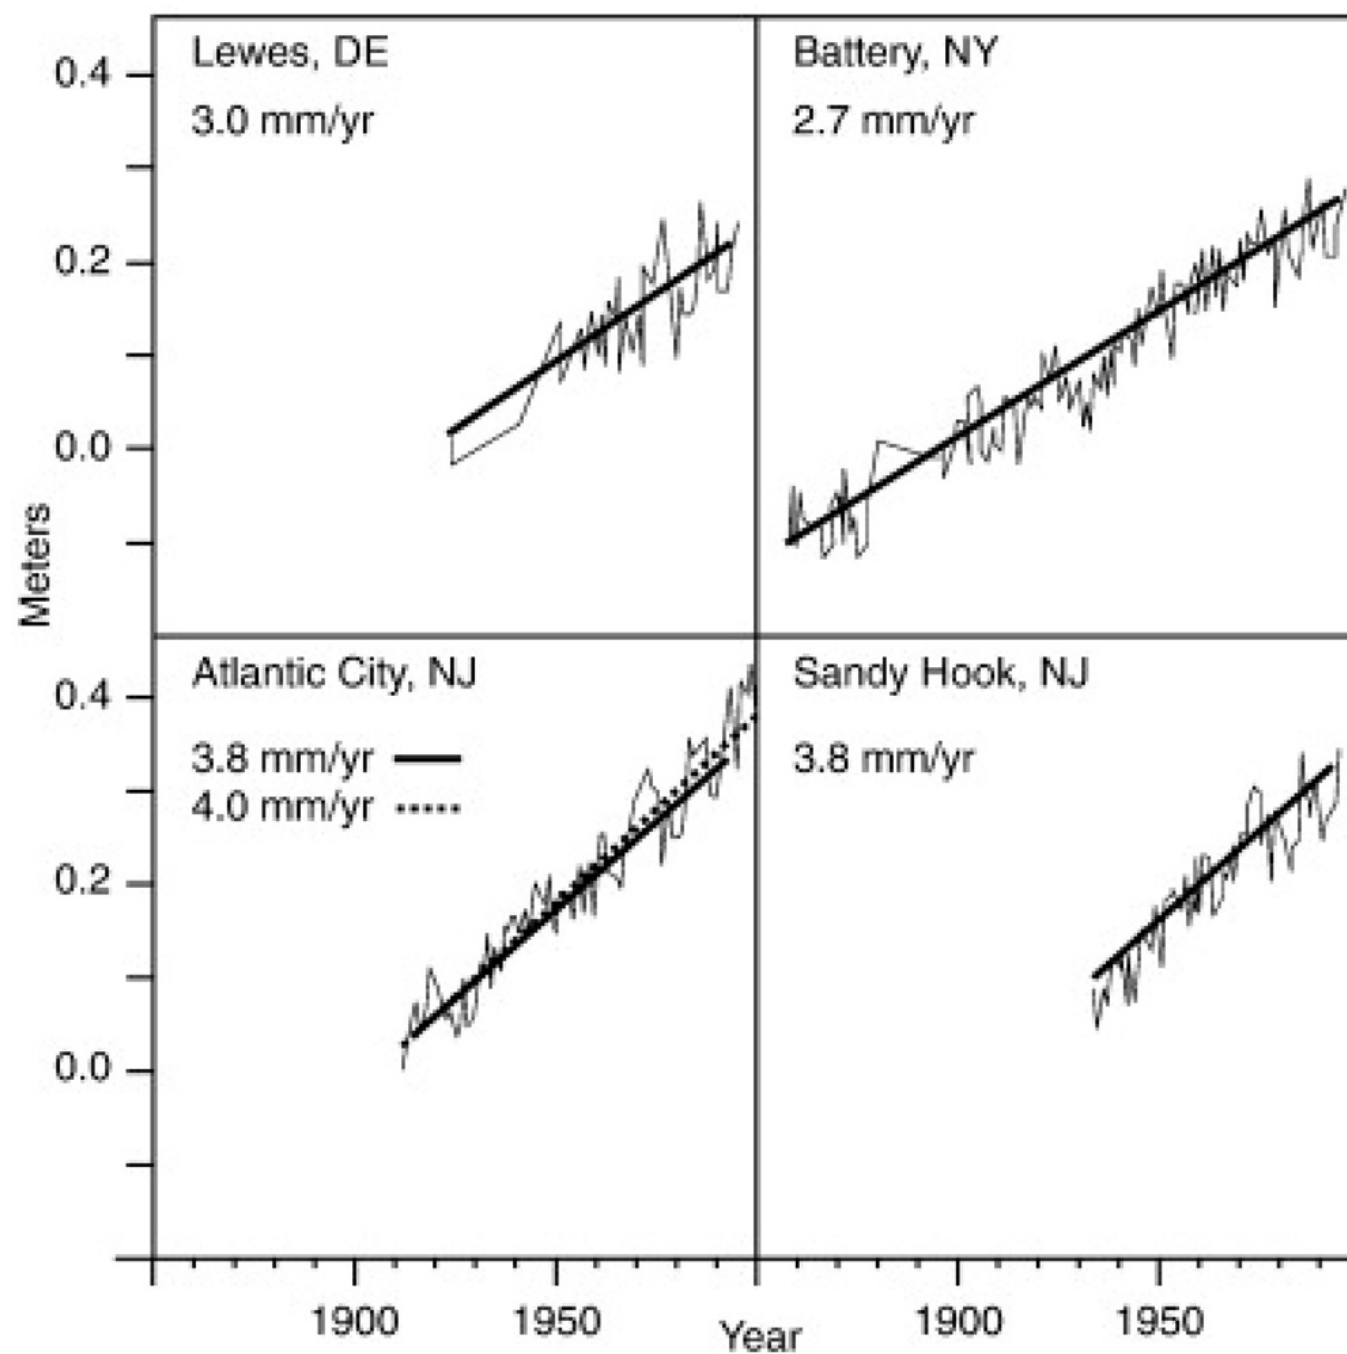 Lewes, DE
3.0 mm/yr
Battery, NY
2.7 mm/yr
0.4
0.2
0.0
Meters
Atlantic City, NJ
3.8 mm/yr
4.0 mm/yr
Sandy Hook, NJ
3.8 mm/yr
0.4
0.2
0.0
1900
1950
Year
1900
1950